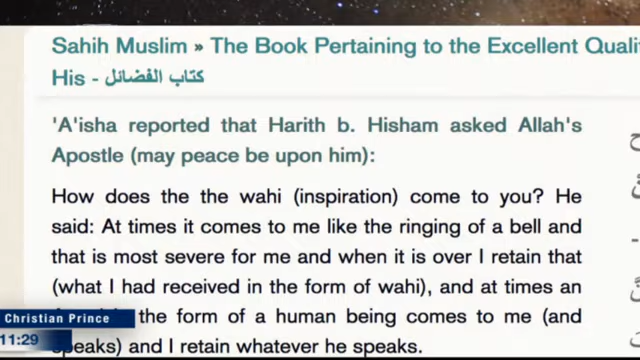 Sahih Muslim » The Book Pertaining to the Excellent
His - كتاب الفضائل
'A'isha reported that Harith b. Hisham asked Allah's
Apostle (may peace be upon him):
How does the the wahi (inspiration) come to you? He
said: At times it comes to me like the ringing of a bell and
that is most severe for me and when it is over I retain that
(what I had received in the form of wahi), and at times an
the form of a human being comes to me (and
speaks) and I retain whatever he speaks.
Christian Prince
11:29